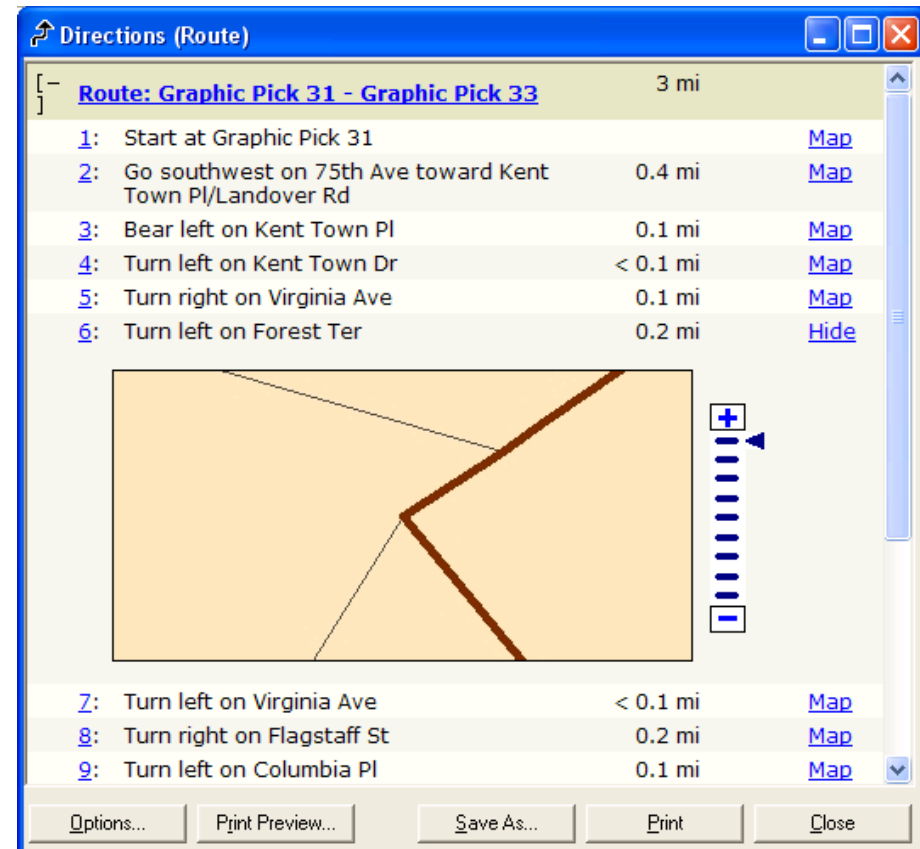 Directions (Route)
[-] Route: Graphic Pick 31 - Graphic Pick 33 3 mi
1: Start at Graphic Pick 31 Map
2: Go southwest on 75th Ave toward Kent 0.4 mi Map
Town Pl/Landover Rd
3: Bear left on Kent Town Pl 0.1 mi Map
4: Turn left on Kent Town Dr < 0.1 mi Map
5: Turn right on Virginia Ave 0.1 mi Map
6: Turn left on Forest Ter 0.2 mi Hide
+
-
7: Turn left on Virginia Ave < 0.1 mi Map
8: Turn right on Flagstaff St 0.2 mi Map
9: Turn left on Columbia Pl 0.1 mi Map
Options... Print Preview... Save As... Print Close